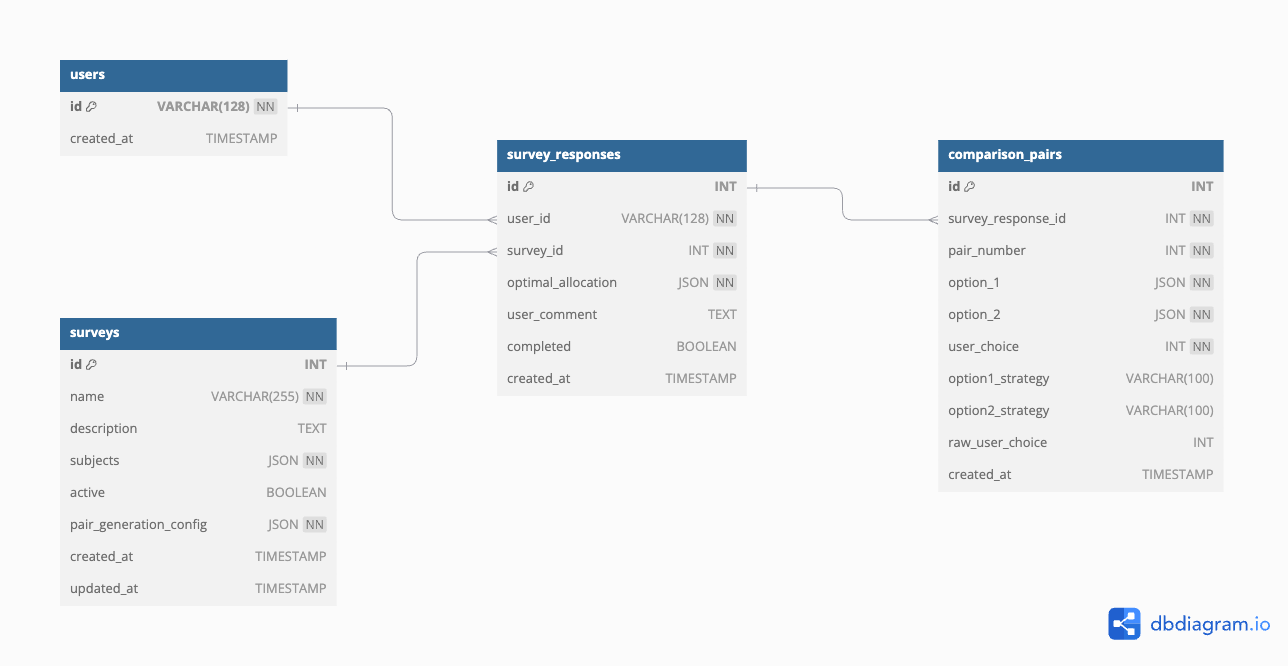 users
id VARCHAR(128) NN
created_at TIMESTAMP
surveys
id INT
name VARCHAR(255) NN
description TEXT
subjects JSON NN
active BOOLEAN
pair_generation_config JSON NN
created_at TIMESTAMP
updated_at TIMESTAMP
survey_responses
id INT
user_id VARCHAR(128) NN
survey_id INT NN
optimal_allocation JSON NN
user_comment TEXT
completed BOOLEAN
created_at TIMESTAMP
comparison_pairs
id INT
survey_response_id INT NN
pair_number INT NN
option_1 JSON NN
option_2 JSON NN
user_choice INT NN
option1_strategy VARCHAR(100)
option2_strategy VARCHAR(100)
raw_user_choice INT
created_at TIMESTAMP
dbdiagram.io